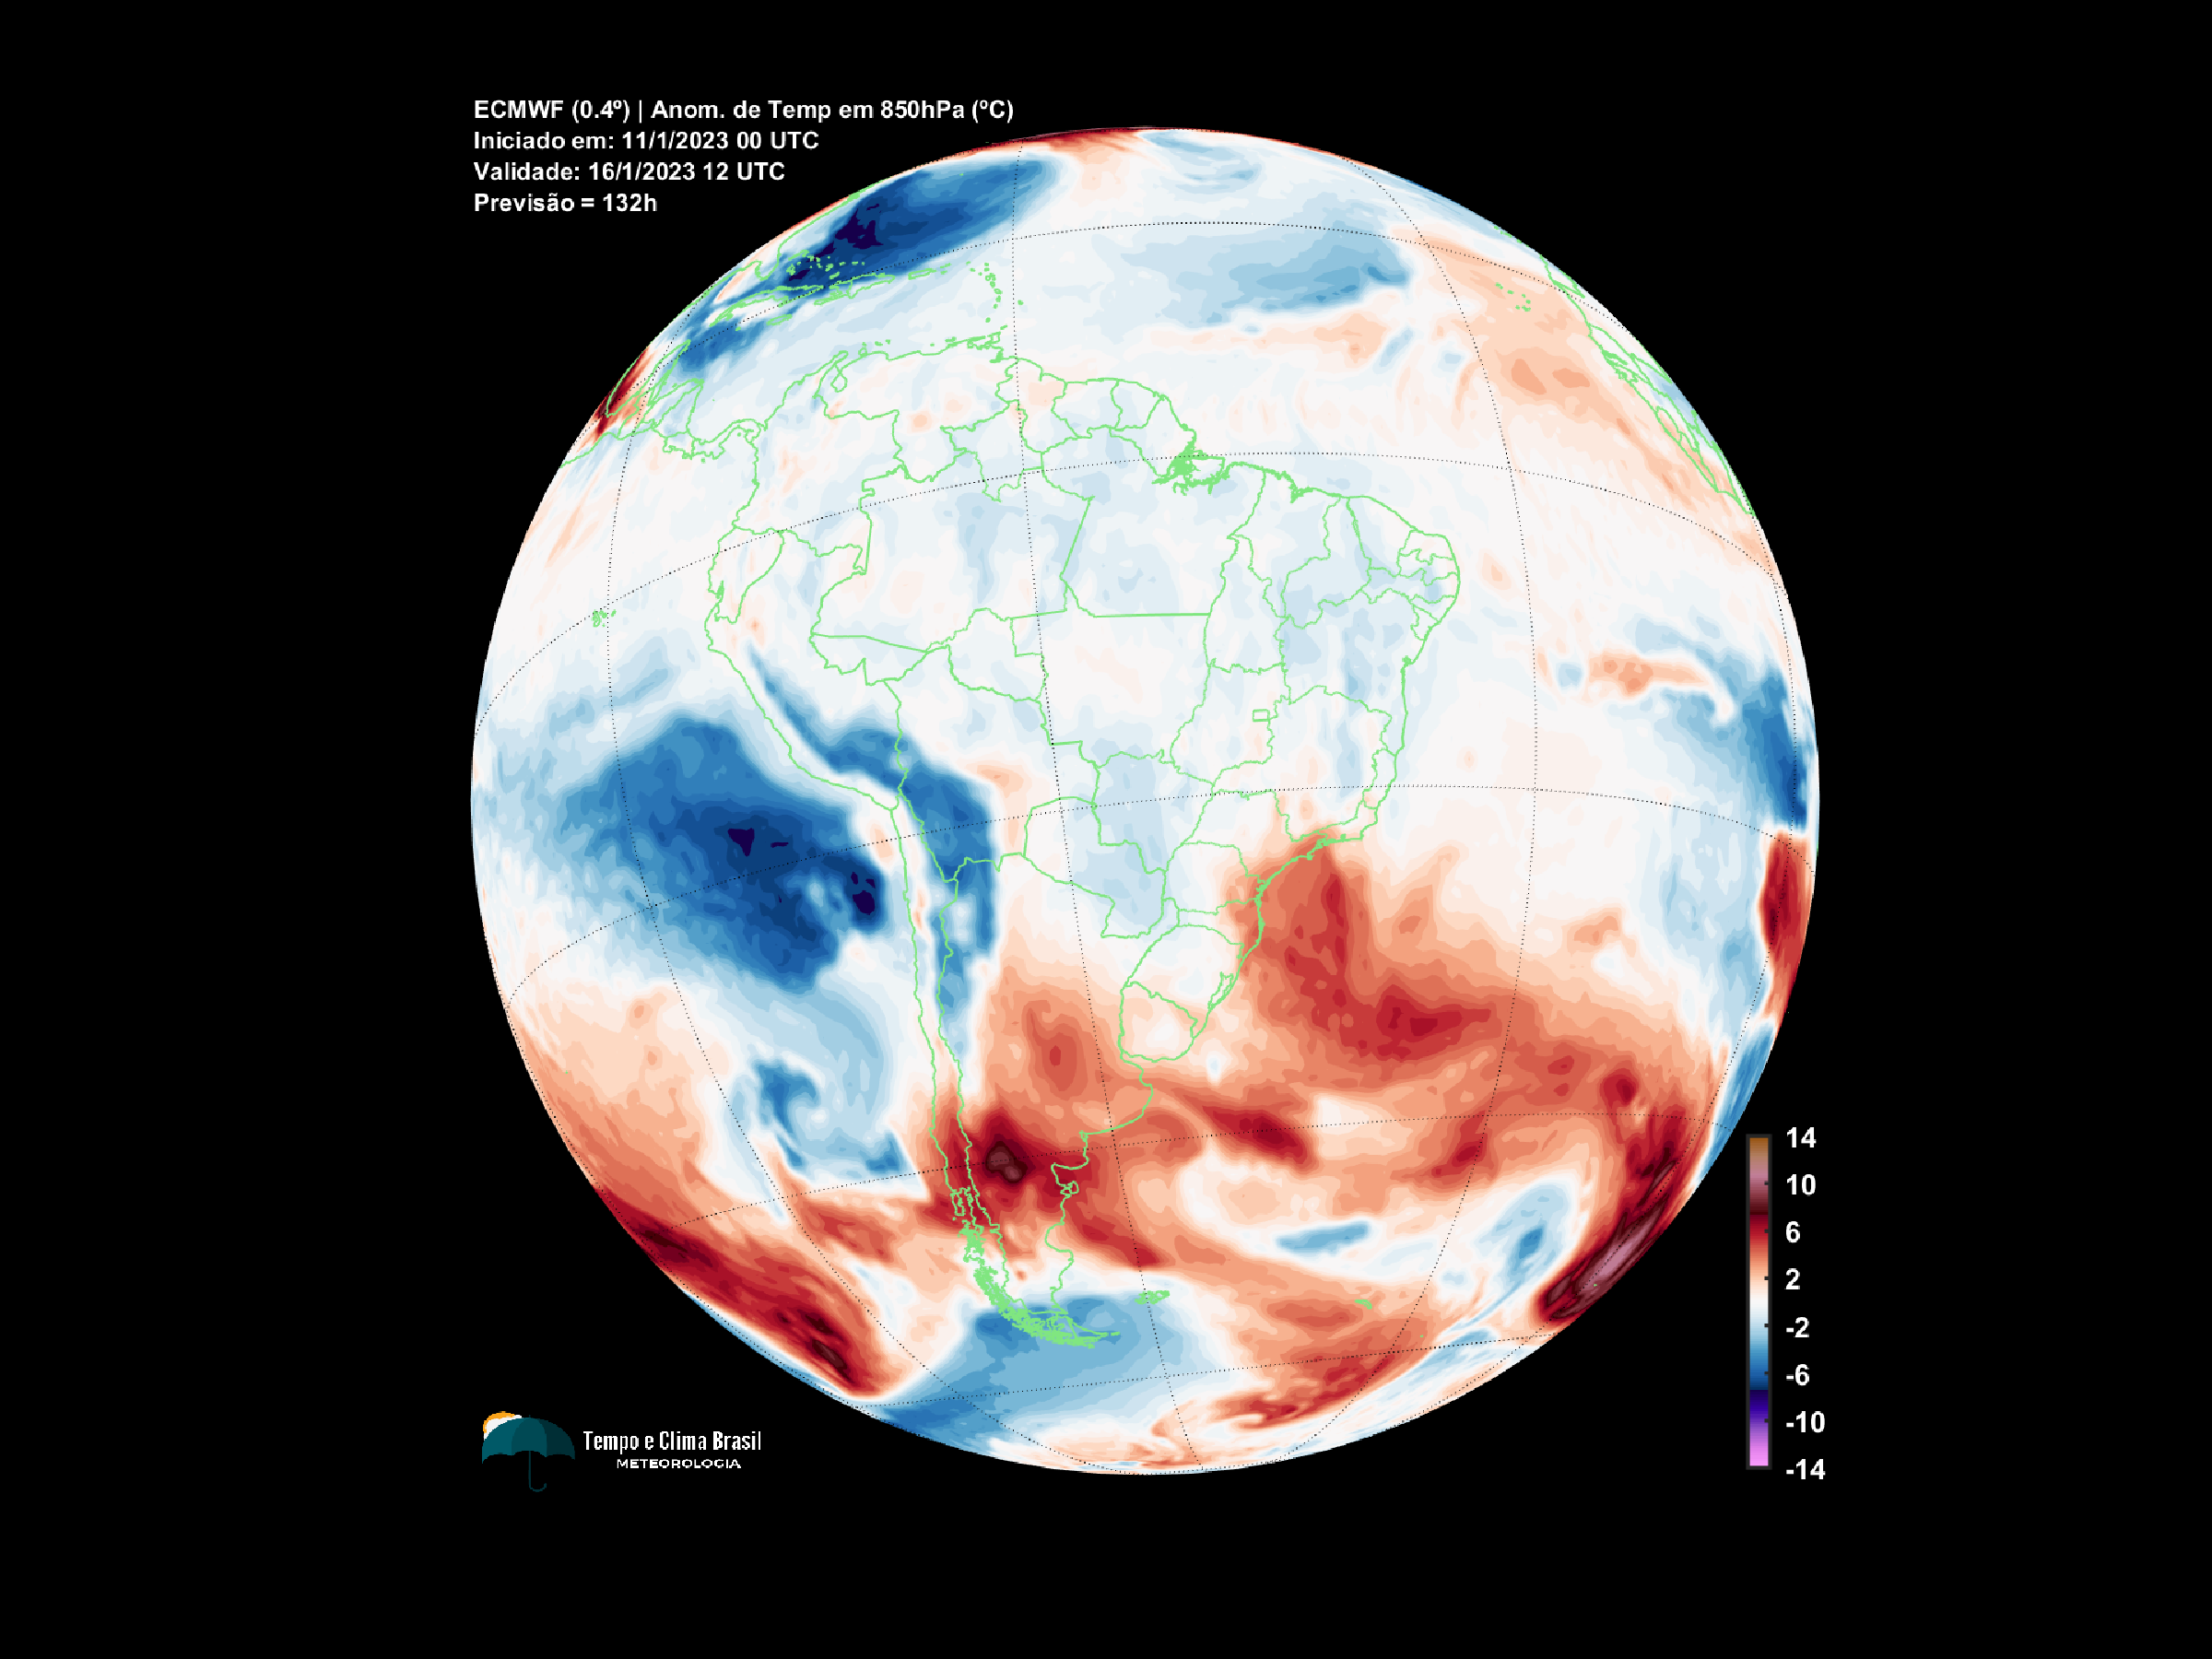 ECMWF (0.4º) | Anom. de Temp em 850hPa (ºC)
Iniciado em: 11/1/2023 00 UTC
Validade: 16/1/2023 12 UTC
Previsão = 132h
14
10
6
2
-2
-6
-10
-14
Tempo e Clima Brasil
METEOROLOGIA